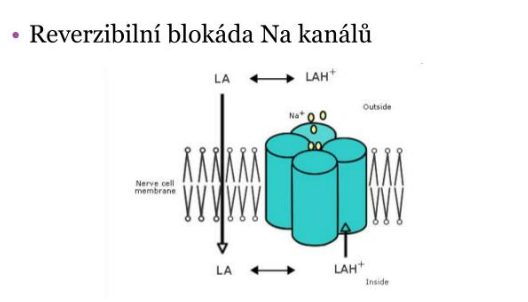 • Reverzibilní blokáda Na kanálů
LA LAH+
Na+
Outside
Nerve cell
membrane
LA LAH+
Inside